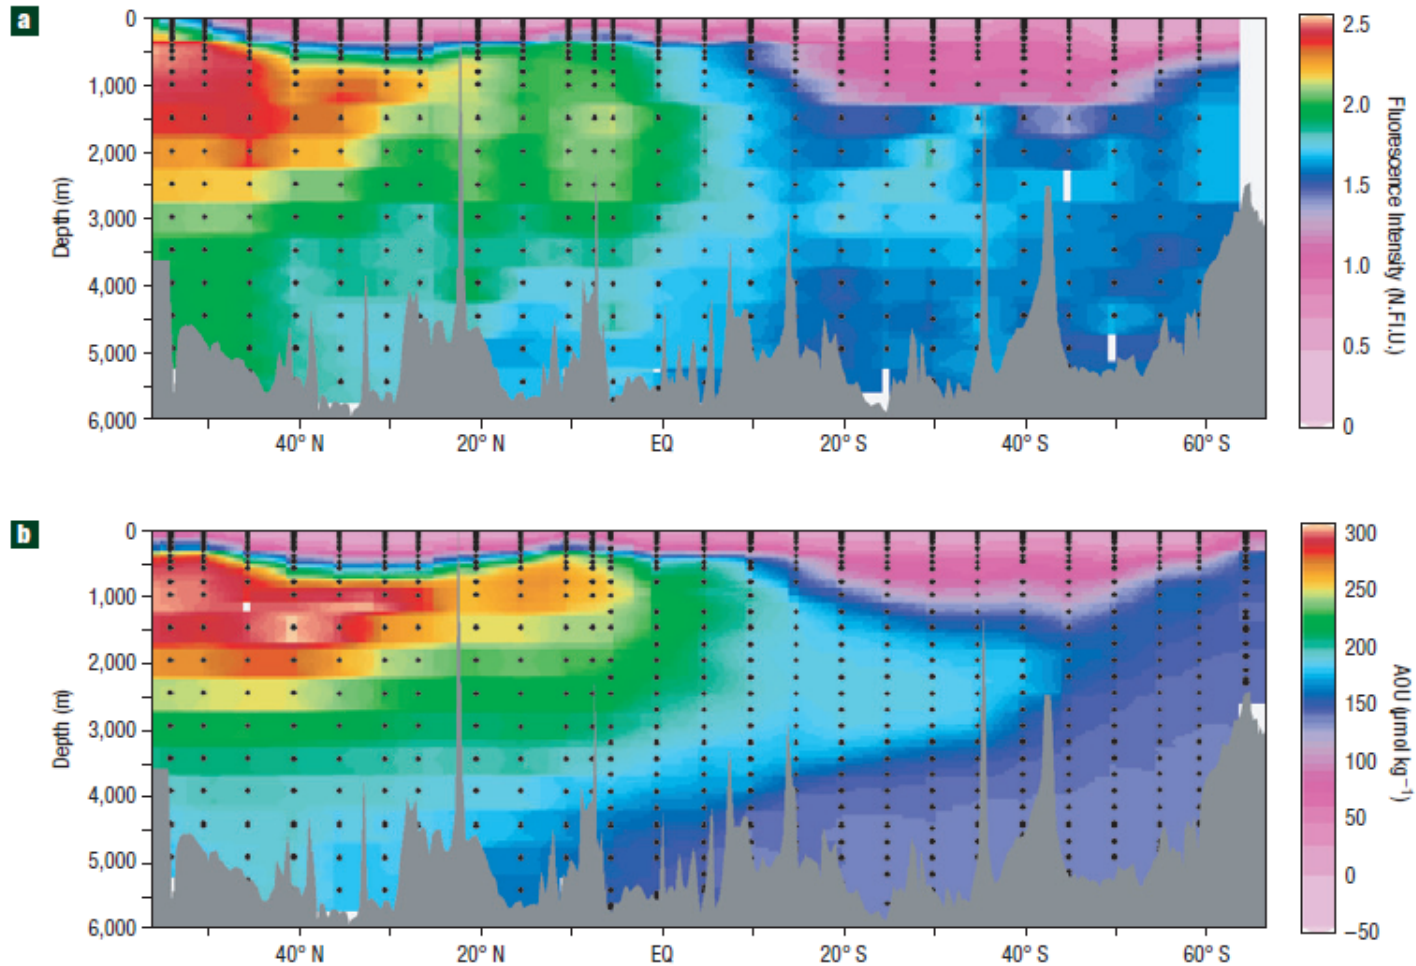 a
0
1,000
2,000
3,000
4,000
5,000
6,000
Depth (m)
40° N
20° N
EQ
20° S
40° S
60° S
2.5
2.0
1.5
1.0
0.5
0
Fluorescence Intensity (N.Fl.U.)
b
0
1,000
2,000
3,000
4,000
5,000
6,000
Depth (m)
40° N
20° N
EQ
20° S
40° S
60° S
300
250
200
150
100
50
0
−50
AOU (µmol kg⁻¹)